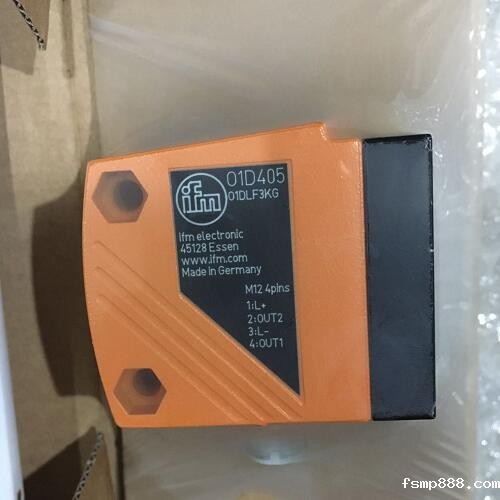 ifm
O1D405
O1DLF3KG
ifm electronic
45128 Essen
www.ifm.com
Made in Germany
M12 4pins
1:L+
2:OUT2
3:L-
4:OUT1
fsmp888.com